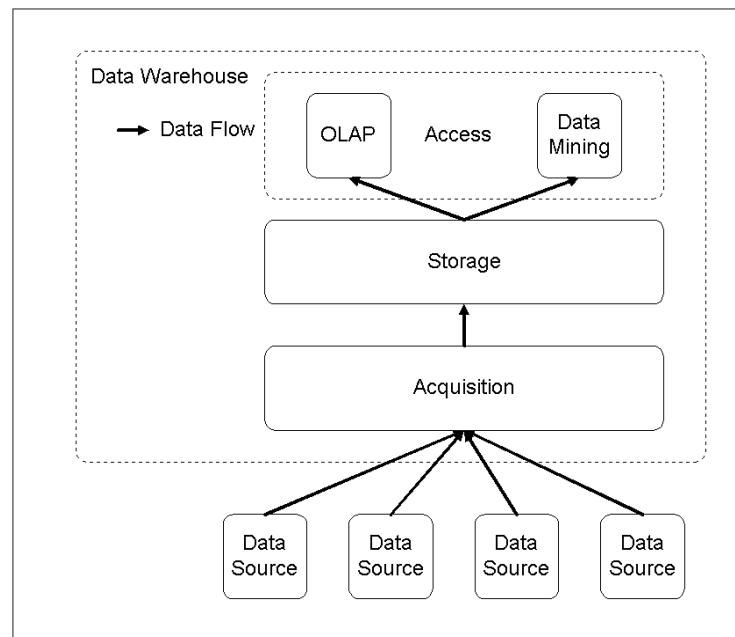 Data Warehouse
Data Flow
OLAP
Access
Data
Mining
Storage
Acquisition
Data
Source
Data
Source
Data
Source
Data
Source